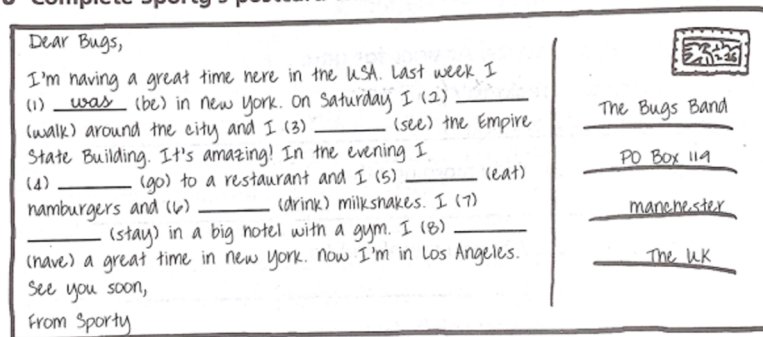 Dear Bugs,
I'm having a great time here in the USA. Last week I
(1) was (be) in New York. On Saturday I (2) ______
(walk) around the city and I (3) ______ (see) the Empire
State Building. It's amazing! In the evening I
(4) ______ (go) to a restaurant and I (5) ______ (eat)
hamburgers and (6) ______ (drink) milkshakes. I (7)
______ (stay) in a big hotel with a gym. I (8) ______
(have) a great time in New York. Now I'm in Los Angeles.
See you soon,
From Sporty
The Bugs Band
PO Box 119
Manchester
The UK